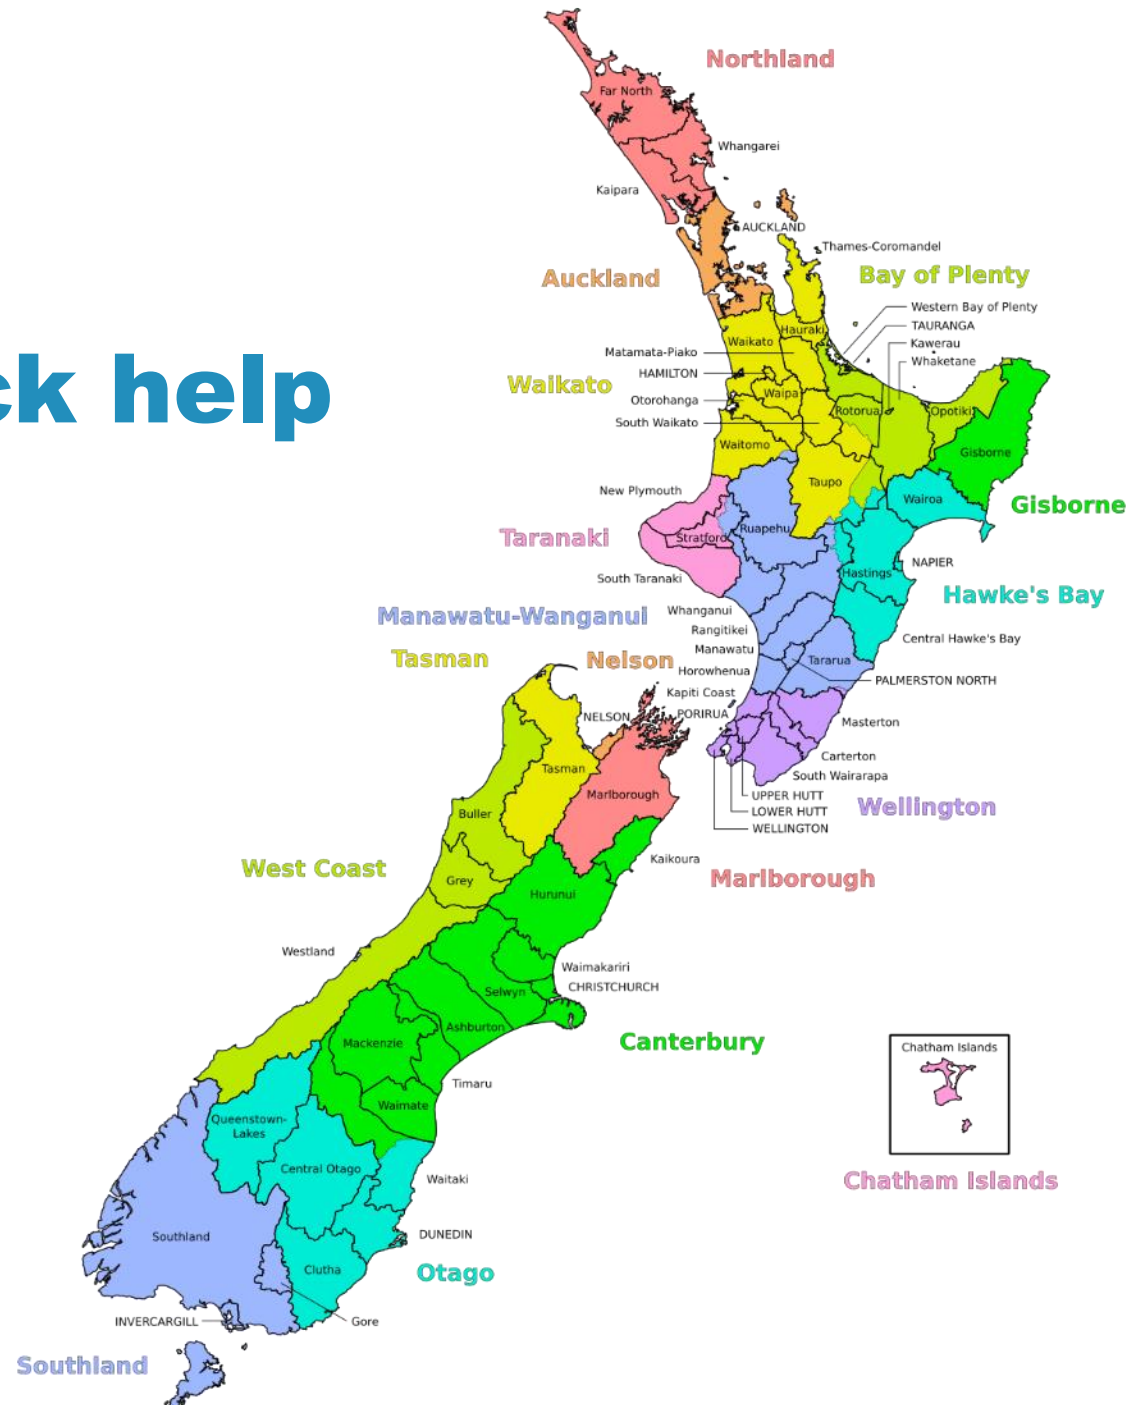 Northland
Far North
Whangarei
Kaipara
AUCKLAND
Thames-Coromandel
Auckland
Bay of Plenty
Western Bay of Plenty
TAURANGA
Kawerau
Whaketane
Hauraki
Waikato
Matamata-Piako
HAMILTON
Waikato
Waipa
Otorohanga
South Waikato
Rotorua
Opotiki
Waitomo
Gisborne
Taupo
New Plymouth
Wairoa
Gisborne
Ruapehu
Taranaki
Stratford
NAPIER
South Taranaki
Hastings
Hawke's Bay
Manawatu-Wanganui
Whanganui
Rangitikei
Central Hawke's Bay
Manawatu
Tararua
Tasman
Nelson
Horowhenua
PALMERSTON NORTH
Kapiti Coast
NELSON
PORIRUA
Masterton
Carterton
South Wairarapa
Tasman
Marlborough
UPPER HUTT
LOWER HUTT
WELLINGTON
Wellington
Buller
Kaikoura
West Coast
Grey
Marlborough
Hurunui
Westland
Waimakariri
CHRISTCHURCH
Selwyn
Ashburton
Canterbury
Mackenzie
Chatham Islands
Timaru
Waimate
Queenstown-
Lakes
Central Otago
Waitaki
Chatham Islands
Southland
DUNEDIN
Clutha
Otago
INVERCARGILL
Gore
Southland
ck help